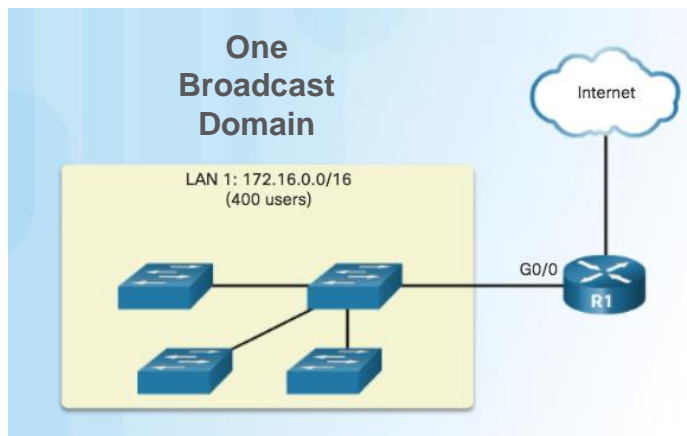 One
Broadcast
Domain
Internet
LAN 1: 172.16.0.0/16
(400 users)
G0/0
R1